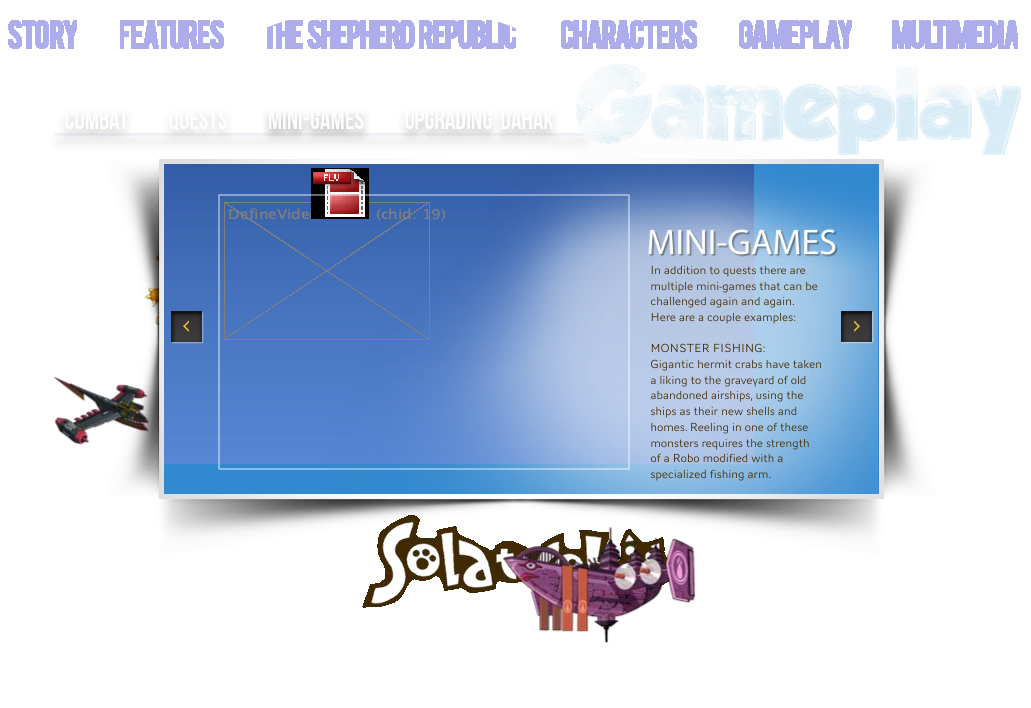 STORY FEATURES THE SHEPHERD REPUBLIC CHARACTERS GAMEPLAY MULTIMEDIA
Gameplay
COMBAT QUESTS MINI-GAMES UPGRADING DAHAK
FLV
(chid: 19)
MINI-GAMES
In addition to quests there are
multiple mini-games that can be
challenged again and again.
Here are a couple examples:
MONSTER FISHING:
Gigantic hermit crabs have taken
a liking to the graveyard of old
abandoned airships, using the
ships as their new shells and
homes. Reeling in one of these
monsters requires the strength
of a Robo modified with a
specialized fishing arm.